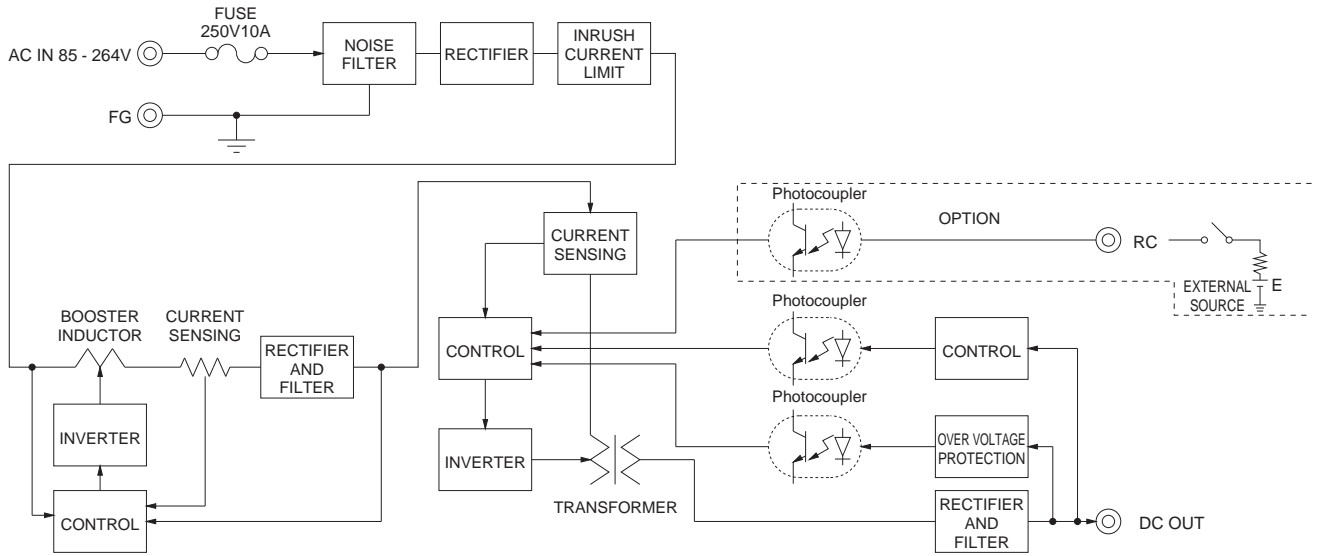 FUSE
250V10A
AC IN 85 - 264V
NOISE
FILTER
RECTIFIER
INRUSH
CURRENT
LIMIT
FG
Photocoupler
OPTION
RC
E
EXTERNAL
SOURCE
CURRENT
SENSING
BOOSTER
INDUCTOR
CURRENT
SENSING
RECTIFIER
AND
FILTER
CONTROL
Photocoupler
CONTROL
INVERTER
CONTROL
INVERTER
TRANSFORMER
Photocoupler
OVER VOLTAGE
PROTECTION
RECTIFIER
AND
FILTER
DC OUT